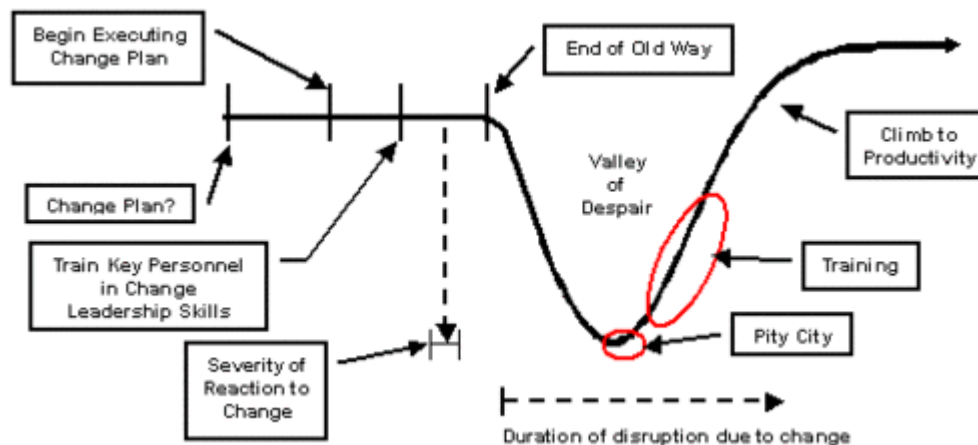 Begin Executing
Change Plan
End of Old Way
Change Plan?
Train Key Personnel
in Change
Leadership Skills
Severity of
Reaction to
Change
Valley
of
Despair
Climb to
Productivity
Training
Pity City
Duration of disruption due to change